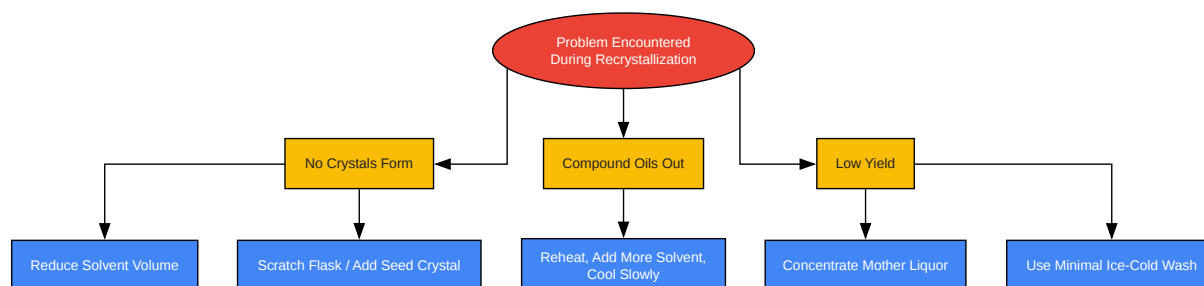 Problem Encountered
During Recrystallization
No Crystals Form
Compound Oils Out
Low Yield
Reduce Solvent Volume
Scratch Flask / Add Seed Crystal
Reheat, Add More Solvent,
Cool Slowly
Concentrate Mother Liquor
Use Minimal Ice-Cold Wash